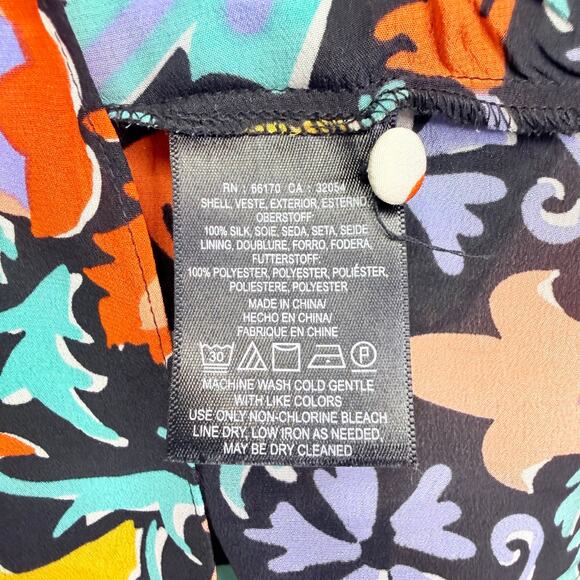 RN : 66170 CA : 32054
SHELL, VESTE, EXTERIOR, ESTERNO,
OBERSTOFF:
100% SILK, SOIE, SEDA, SETA, SEIDE
LINING, DOUBLURE, FORRO, FODERA,
FUTTERSTOFF:
100% POLYESTER, POLYESTER, POLIÉSTER,
POLIESTERE, POLYESTER
MADE IN CHINA/
HECHO EN CHINA/
FABRIQUE EN CHINE
30 P
MACHINE WASH COLD GENTLE
WITH LIKE COLORS
USE ONLY NON-CHLORINE BLEACH
LINE DRY, LOW IRON AS NEEDED,
MAY BE DRY CLEANED